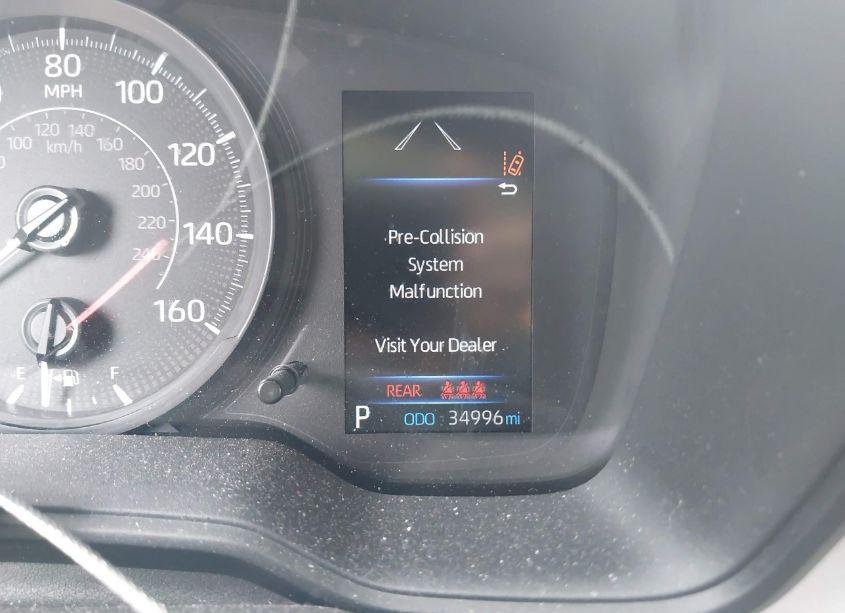 80
MPH
100
120
140
160
100 120 140 160
km/h
180
200
220
240
E F
Pre-Collision
System
Malfunction
Visit Your Dealer
REAR
P ODO 34996 mi